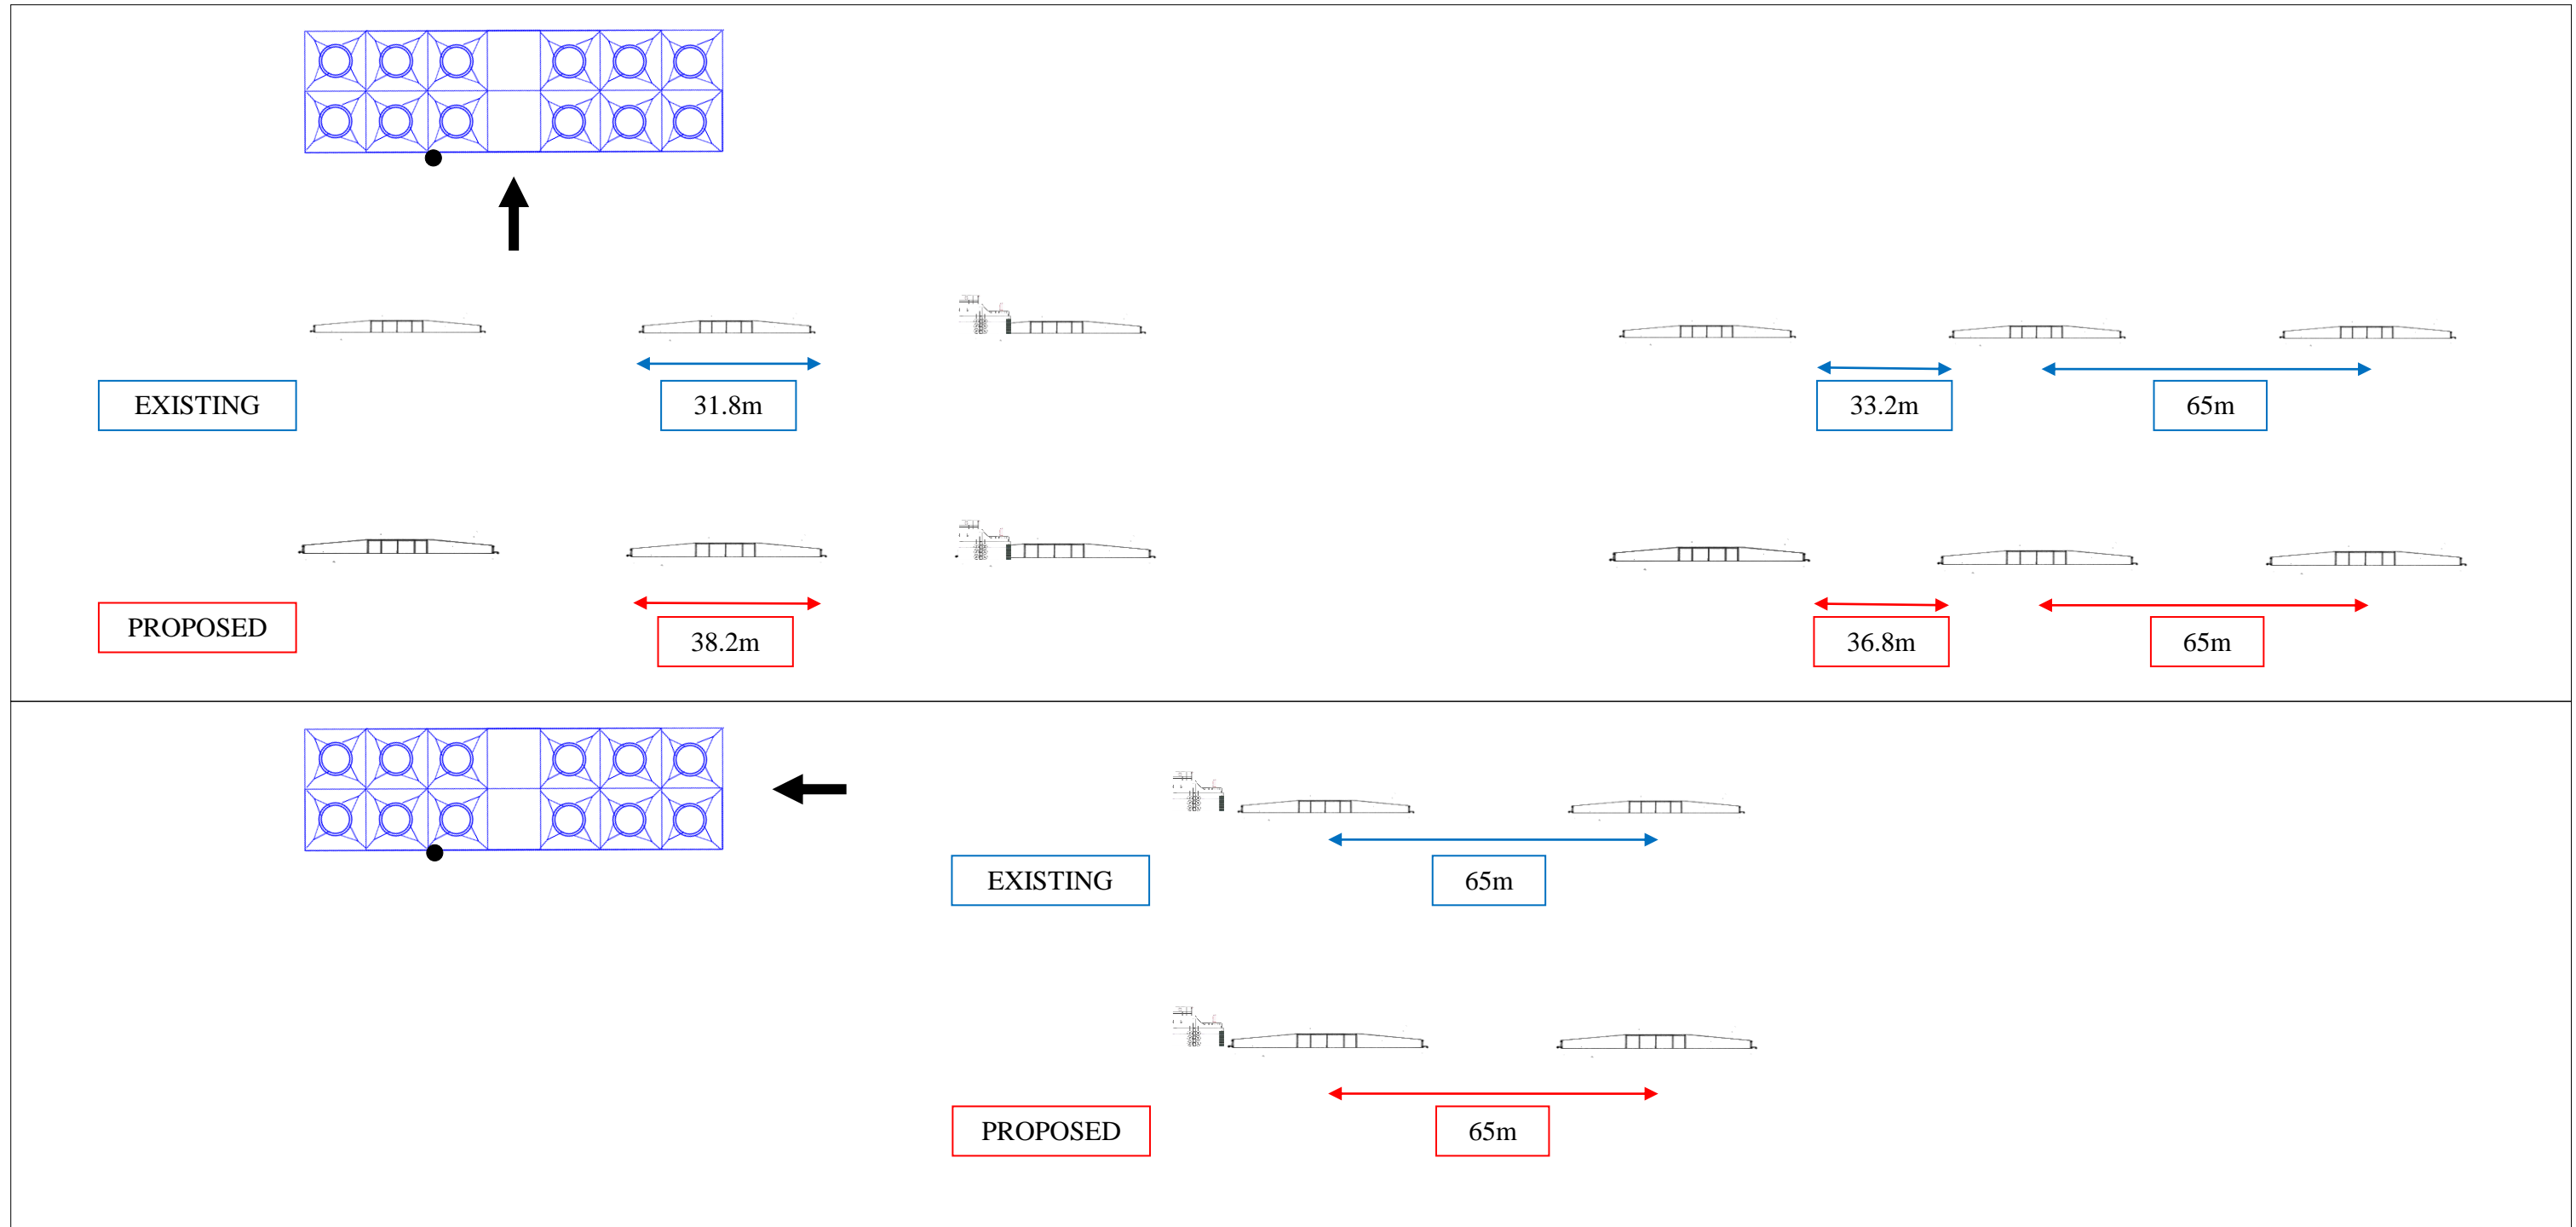 EXISTING
31.8m
33.2m
65m
PROPOSED
38.2m
36.8m
65m
EXISTING
65m
PROPOSED
65m